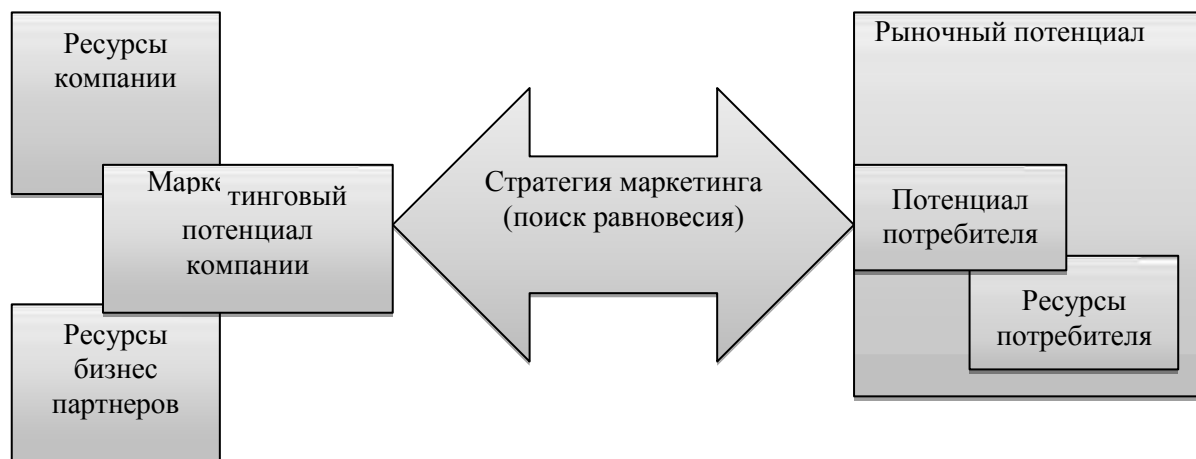 Ресурсы
компании
Маркетинговый
потенциал
компании
Ресурсы
бизнес
партнеров
Стратегия маркетинга
(поиск равновесия)
Рыночный потенциал
Потенциал
потребителя
Ресурсы
потребителя